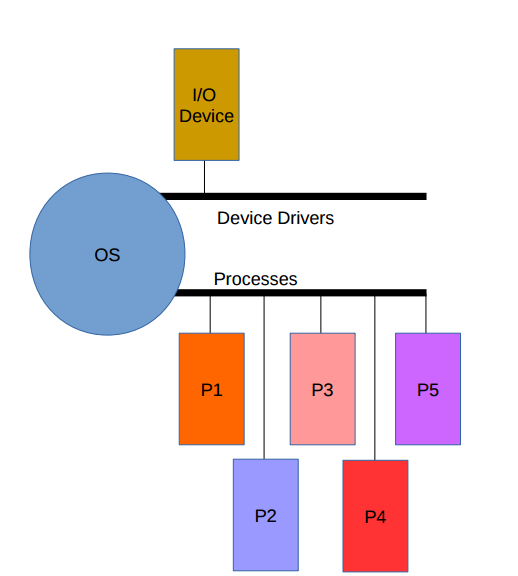 I/O
Device
Device Drivers
OS
Processes
P1
P3
P5
P2
P4